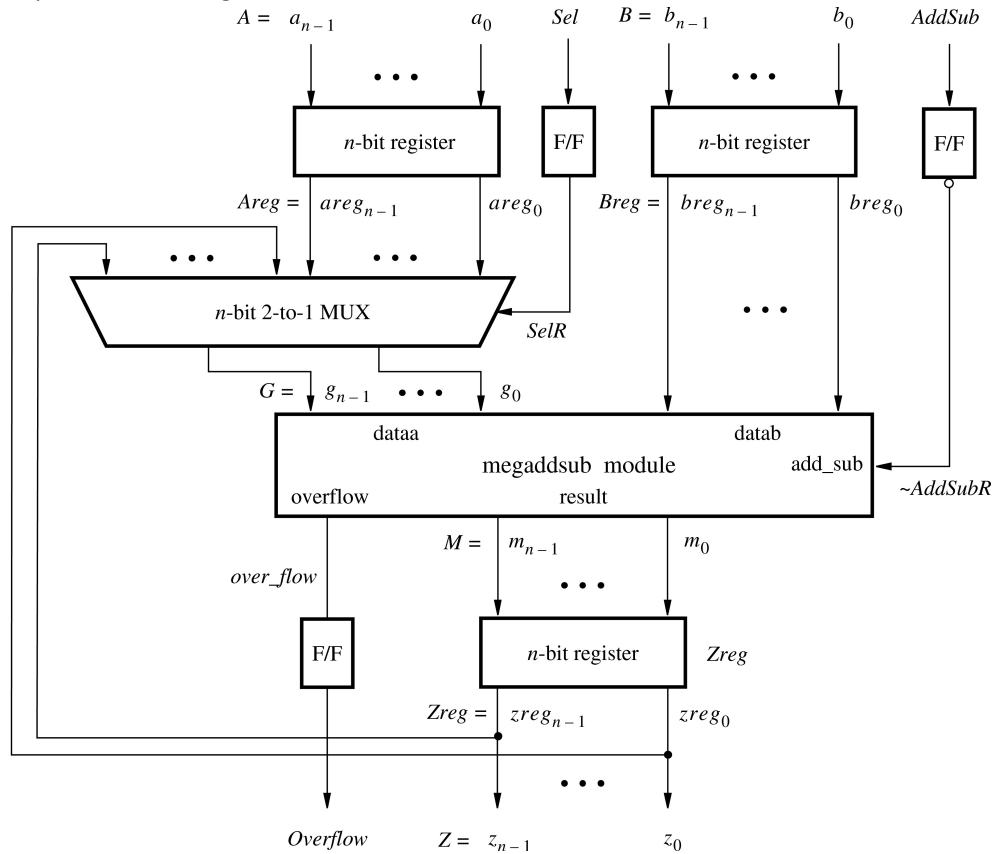 A = a_{n-1} a_0 Sel B = b_{n-1} b_0 AddSub
• • • • • •
n-bit register F/F n-bit register F/F
Areg = areg_{n-1} areg_0 Breg = breg_{n-1} breg_0
• • • • • •
n-bit 2-to-1 MUX • • •
SelR
G = g_{n-1} • • • g_0
dataa datab
megaddsub module add_sub
overflow result ~AddSubR
M = m_{n-1} m_0
over_flow • • •
F/F n-bit register Zreg
Zreg = zreg_{n-1} zreg_0
• • •
Overflow Z = z_{n-1} z_0